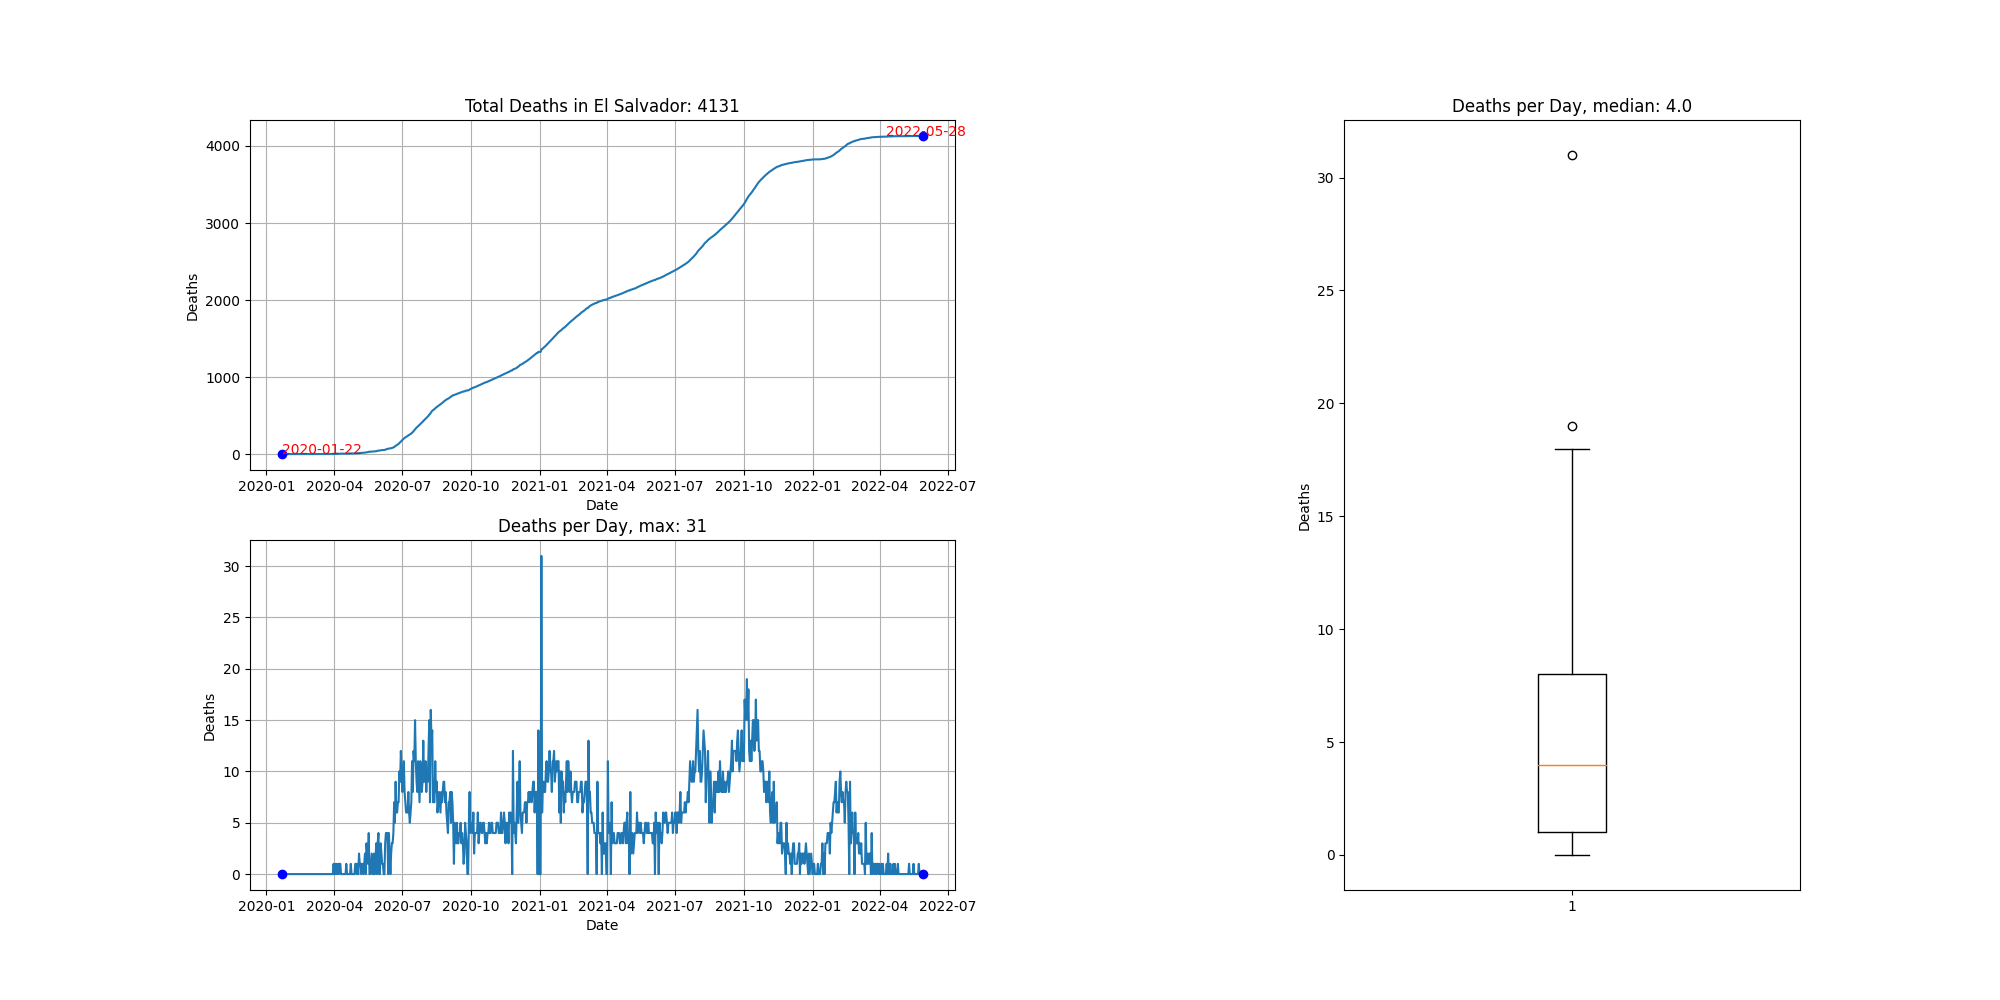 Total Deaths in El Salvador: 4131
Deaths
4000
3000
2000
1000
0
2022-05-28
2020-01-22
2020-01 2020-04 2020-07 2020-10 2021-01 2021-04 2021-07 2021-10 2022-01 2022-04 2022-07
Date
Deaths per Day, max: 31
Deaths
30
25
20
15
10
5
0
2020-01 2020-04 2020-07 2020-10 2021-01 2021-04 2021-07 2021-10 2022-01 2022-04 2022-07
Date
Deaths per Day, median: 4.0
Deaths
30
25
20
15
10
5
0
1